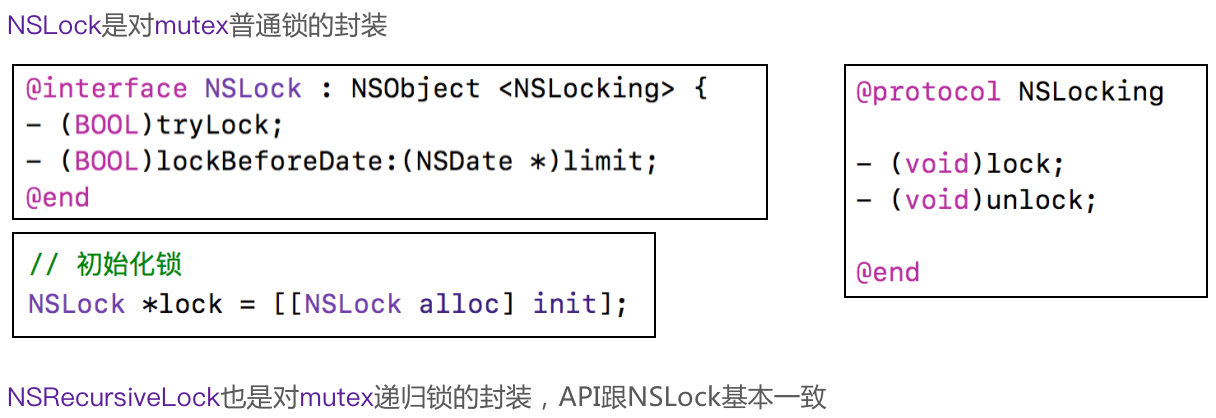 NSLock是对mutex普通锁的封装
@interface NSLock : NSObject <NSLocking> {
- (BOOL)tryLock;
- (BOOL)lockBeforeDate:(NSDate *)limit;
@end
@protocol NSLocking
- (void)lock;
- (void)unlock;
@end
// 初始化锁
NSLock *lock = [[NSLock alloc] init];
NSRecursiveLock也是对mutex递归锁的封装，API跟NSLock基本一致